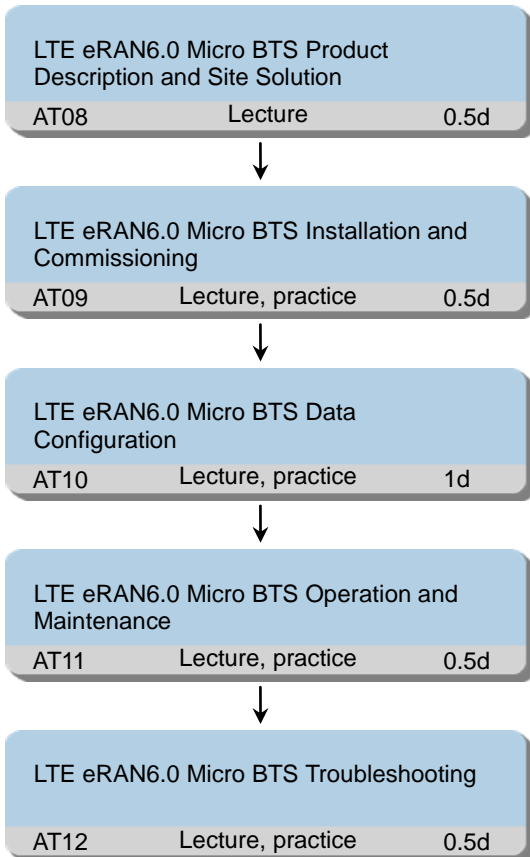 LTE eRAN6.0 Micro BTS Product
Description and Site Solution
AT08 Lecture 0.5d
LTE eRAN6.0 Micro BTS Installation and
Commissioning
AT09 Lecture, practice 0.5d
LTE eRAN6.0 Micro BTS Data
Configuration
AT10 Lecture, practice 1d
LTE eRAN6.0 Micro BTS Operation and
Maintenance
AT11 Lecture, practice 0.5d
LTE eRAN6.0 Micro BTS Troubleshooting
AT12 Lecture, practice 0.5d